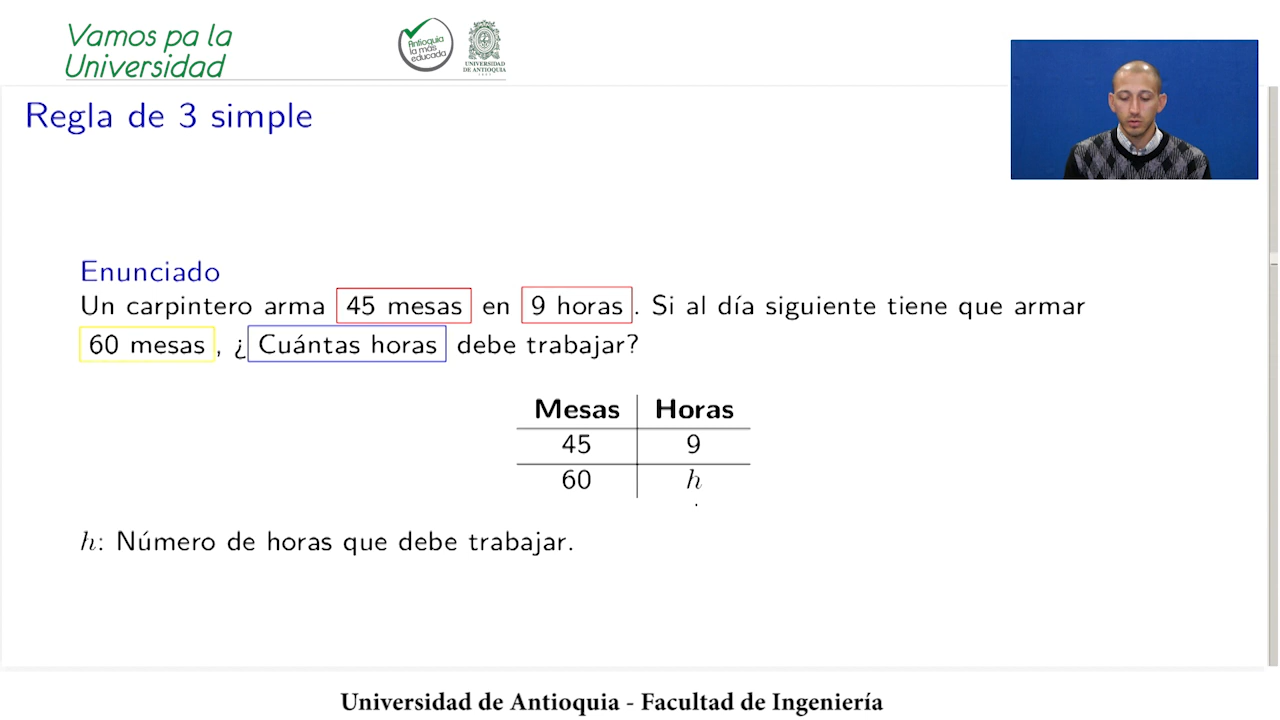 Vamos pa la
Universidad
Antioquia
la más
educada
UNIVERSIDAD
DE ANTIOQUIA
Regla de 3 simple
Enunciado
Un carpintero arma 45 mesas en 9 horas. Si al día siguiente tiene que armar
60 mesas, ¿Cuántas horas debe trabajar?
Mesas Horas
45 9
60 h
h: Número de horas que debe trabajar.
Universidad de Antioquia - Facultad de Ingeniería